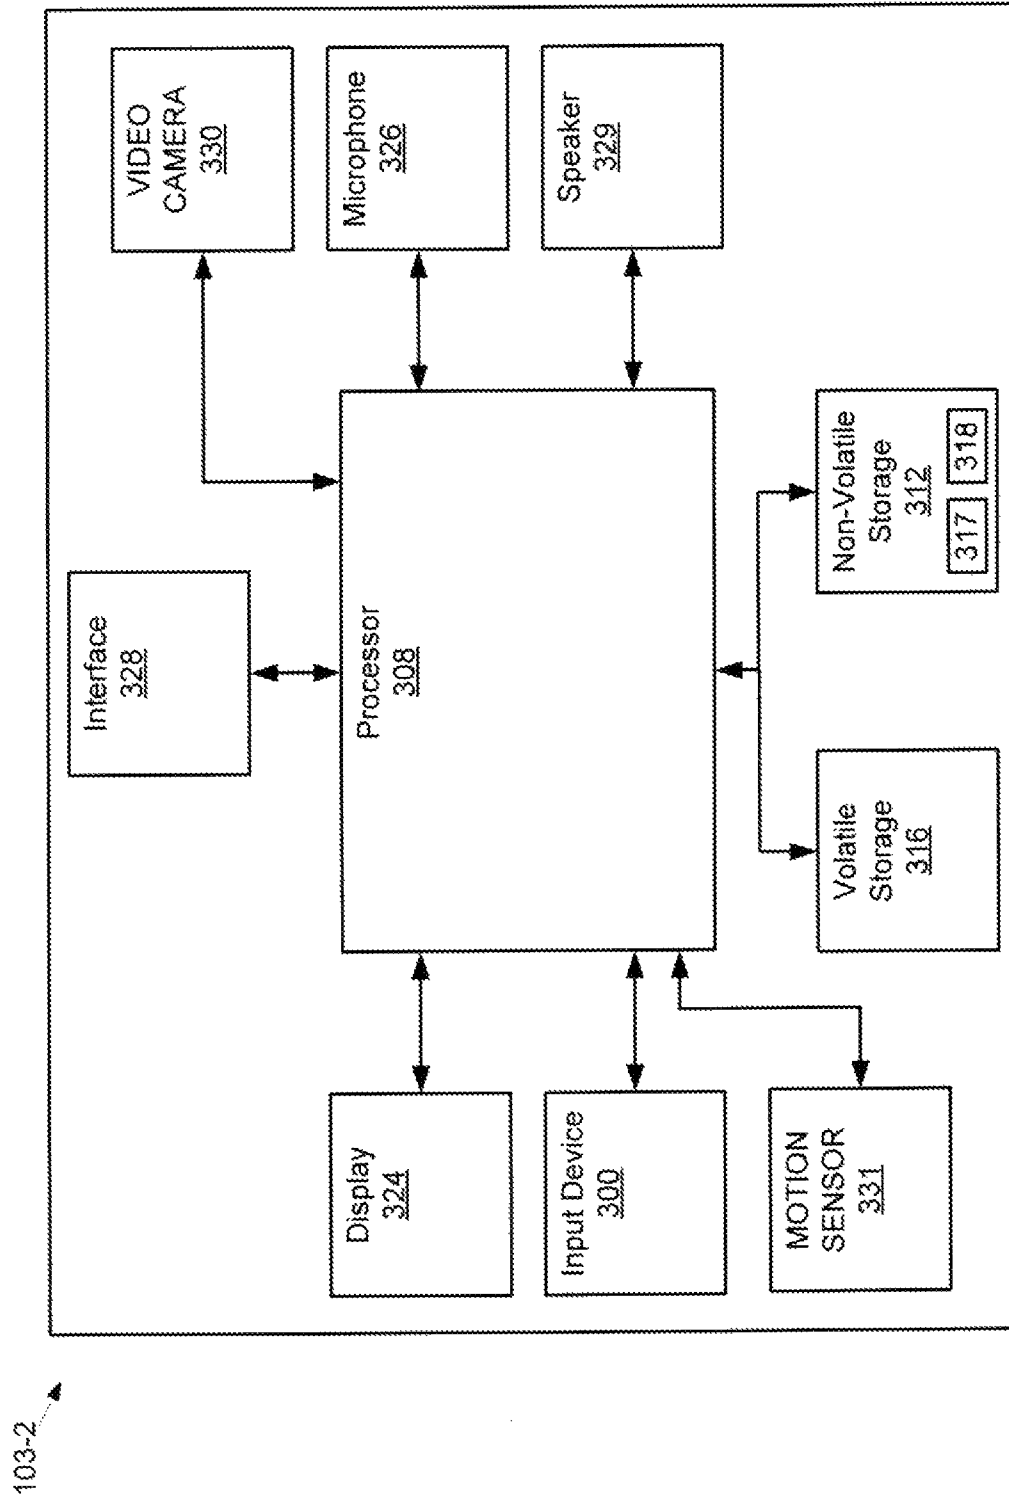 103-2
Display
324
Input Device
300
MOTION
SENSOR
331
Interface
328
Processor
308
Volatile
Storage
316
Non-Volatile
Storage
312
317
318
VIDEO
CAMERA
330
Microphone
326
Speaker
329